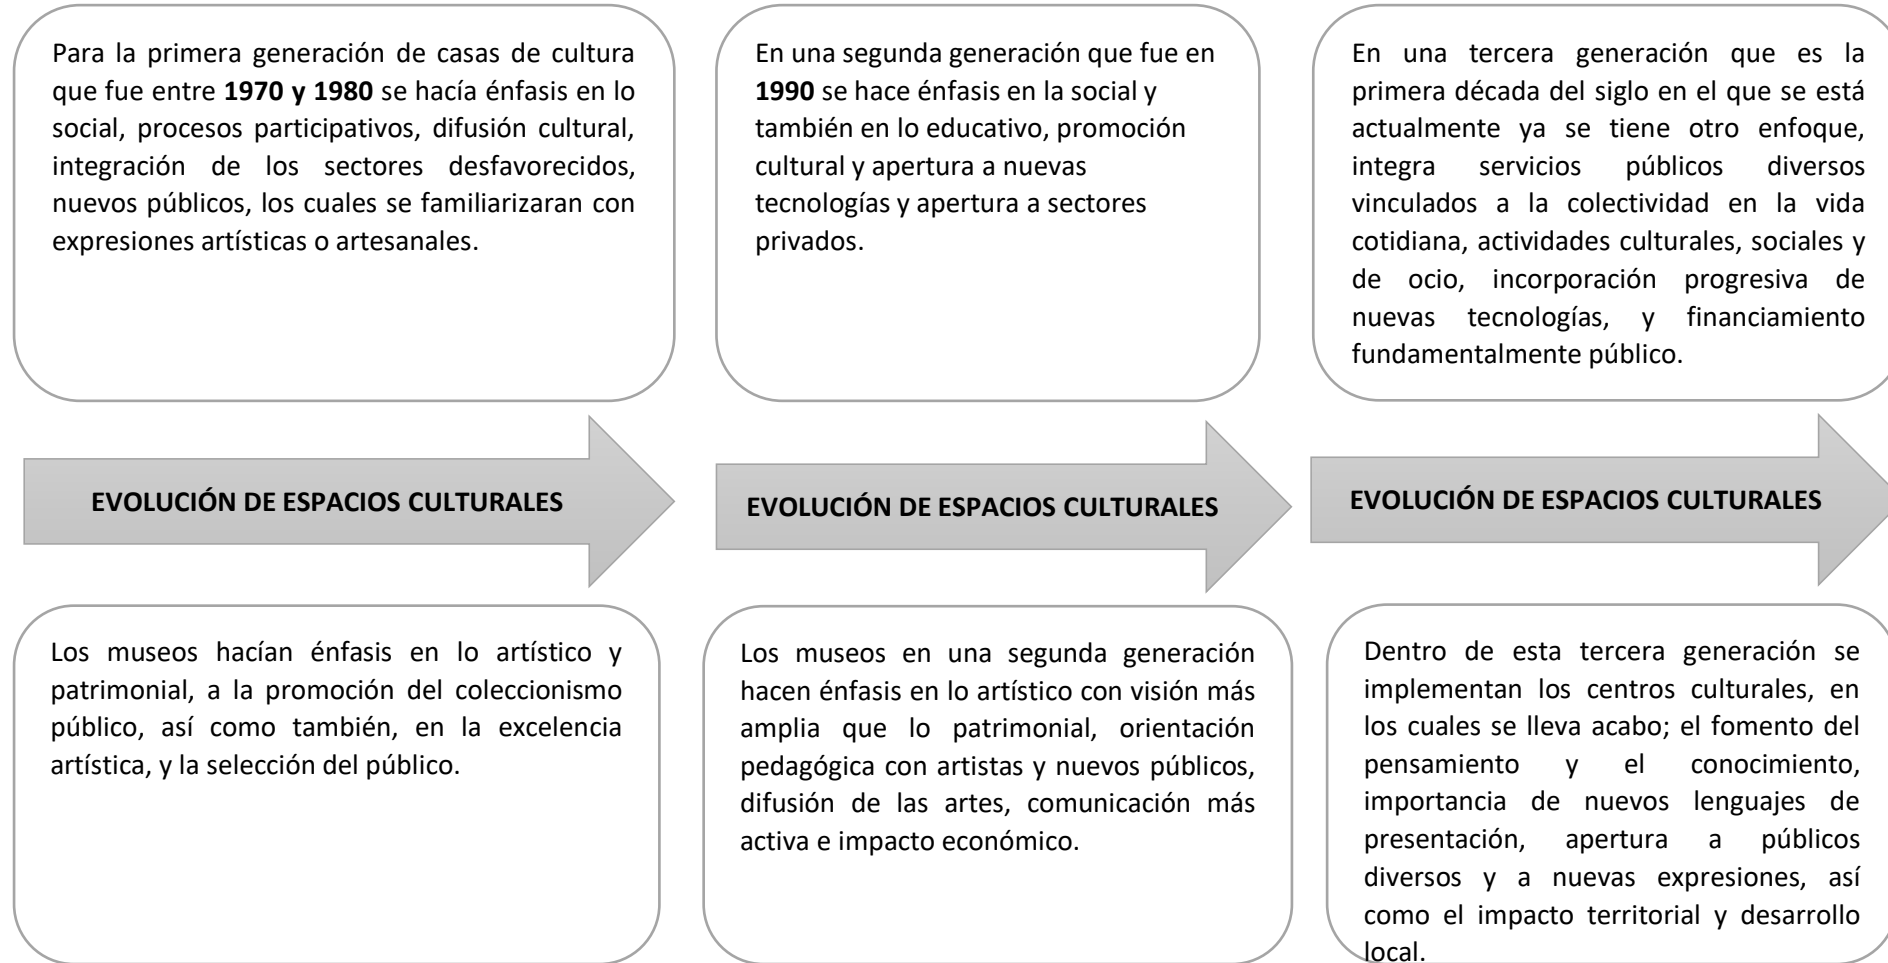 Para la primera generación de casas de cultura
que fue entre 1970 y 1980 se hacía énfasis en lo
social, procesos participativos, difusión cultural,
integración de los sectores desfavorecidos,
nuevos públicos, los cuales se familiarizaran con
expresiones artísticas o artesanales.
En una segunda generación que fue en
1990 se hace énfasis en la social y
también en lo educativo, promoción
cultural y apertura a nuevas
tecnologías y apertura a sectores
privados.
En una tercera generación que es la
primera década del siglo en el que se está
actualmente ya se tiene otro enfoque,
integra servicios públicos diversos
vinculados a la colectividad en la vida
cotidiana, actividades culturales, sociales y
de ocio, incorporación progresiva de
nuevas tecnologías, y financiamiento
fundamentalmente público.
EVOLUCIÓN DE ESPACIOS CULTURALES
EVOLUCIÓN DE ESPACIOS CULTURALES
EVOLUCIÓN DE ESPACIOS CULTURALES
Los museos hacían énfasis en lo artístico y
patrimonial, a la promoción del coleccionismo
público, así como también, en la excelencia
artística, y la selección del público.
Los museos en una segunda generación
hacen énfasis en lo artístico con visión más
amplia que lo patrimonial, orientación
pedagógica con artistas y nuevos públicos,
difusión de las artes, comunicación más
activa e impacto económico.
Dentro de esta tercera generación se
implementan los centros culturales, en
los cuales se lleva acabo; el fomento del
pensamiento y el conocimiento,
importancia de nuevos lenguajes de
presentación, apertura a públicos
diversos y a nuevas expresiones, así
como el impacto territorial y desarrollo
local.